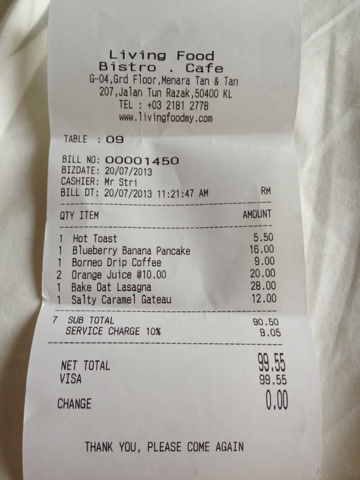 Living Food
Bistro . Cafe
G-04,Grd Floor,Menara Tan & Tan
207,Jalan Tun Razak,50400 KL
TEL : +03 2181 2778
www.livingfoodmy.com
TABLE : 09
BILL NO: 00001450
BIZDATE: 20/07/2013
CASHIER: Mr Stri
BILL DT: 20/07/2013 11:21:47 AM RM
QTY ITEM AMOUNT
1 Hot Toast 5.50
1 Blueberry Banana Pancake 16.00
1 Borneo Drip Coffee 9.00
2 Orange Juice @10.00 20.00
1 Bake Oat Lasagna 28.00
1 Salty Caramel Gateau 12.00
7 SUB TOTAL 90.50
SERVICE CHARGE 10% 9.05
NET TOTAL 99.55
VISA 99.55
CHANGE 0.00
THANK YOU, PLEASE COME AGAIN